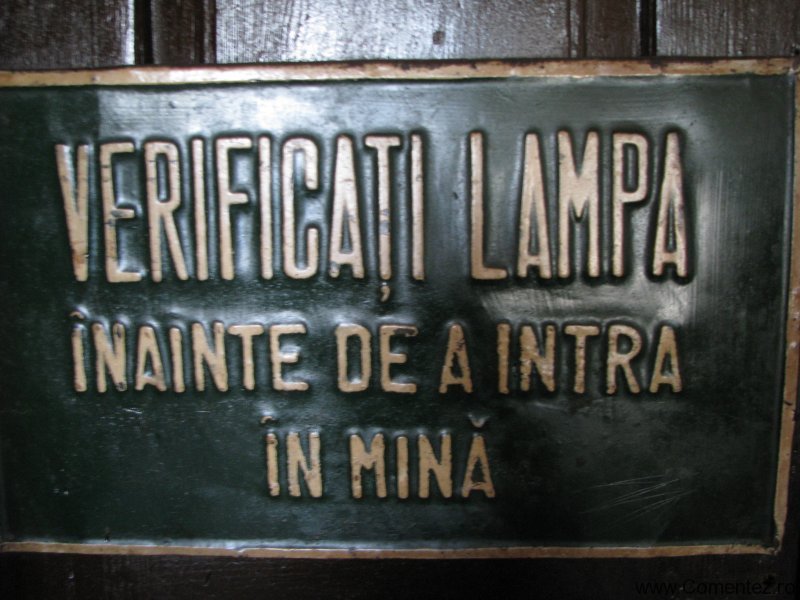 VERIFICAȚI LAMPA
ÎNAINTE DE A INTRA
ÎN MINĂ
www.Comentez.ro